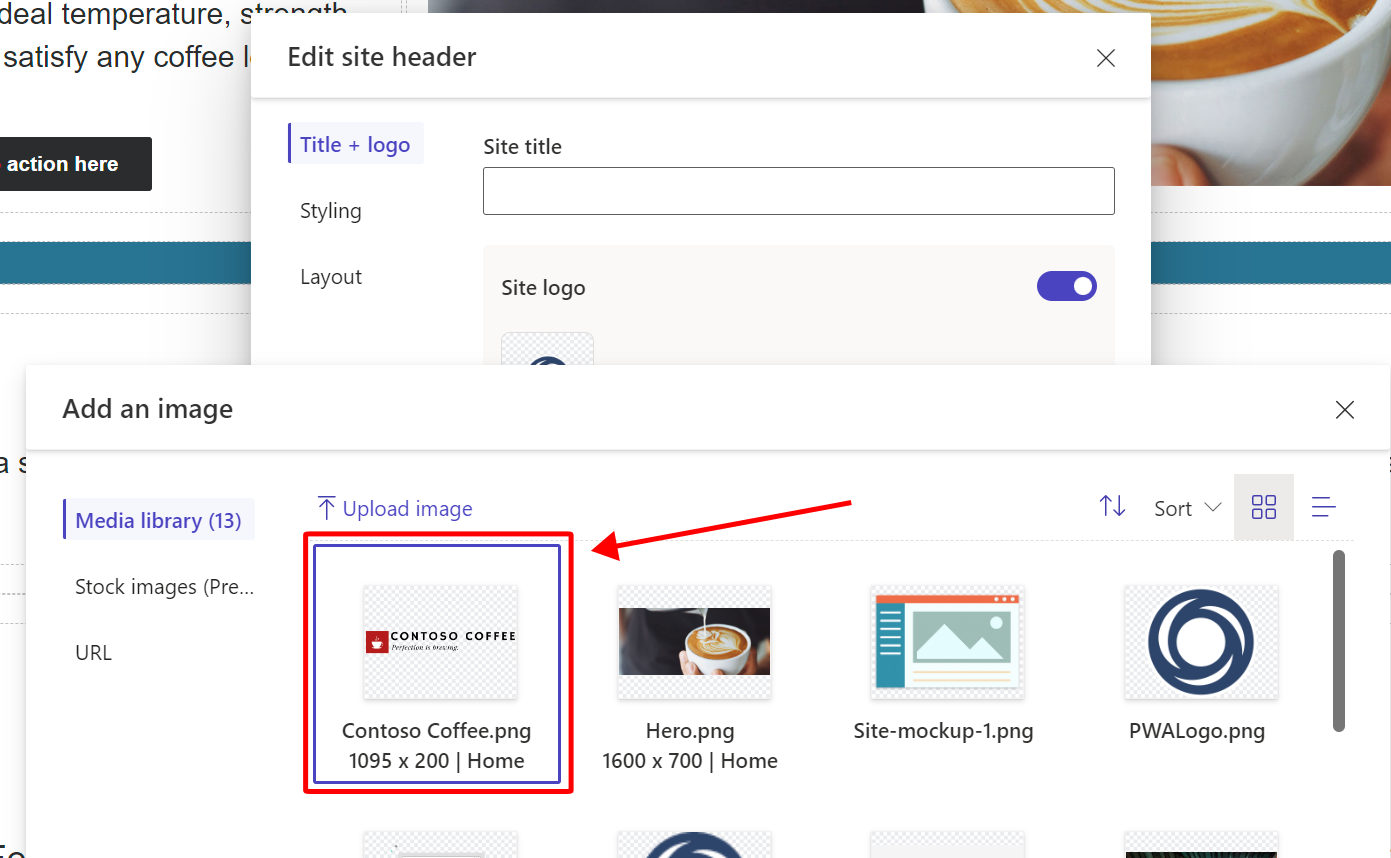 deal temperature, strength
satisfy any coffee
action here
Edit site header
Title + logo
Styling
Layout
Site title
Site logo
Add an image
Media library (13)
Stock images (Pre...
URL
Upload image
Sort
CONTOSO COFFEE
Perfection is brewing.
Contoso Coffee.png
1095 x 200 | Home
Hero.png
1600 x 700 | Home
Site-mockup-1.png
PWALogo.png